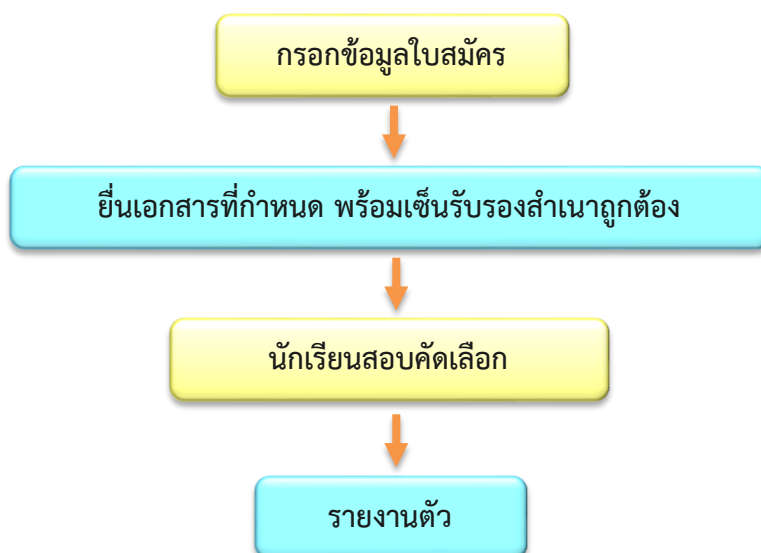 กรอกข้อมูลใบสมัคร
ยื่นเอกสารที่กำหนด พร้อมเซ็นรับรองสำเนาถูกต้อง
นักเรียนสอบคัดเลือก
รายงานตัว